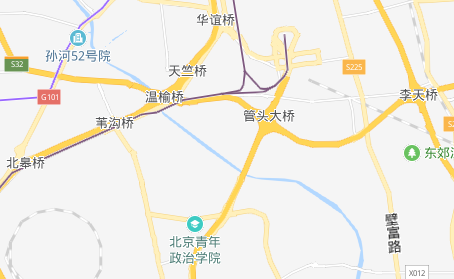 华谊桥
孙河52号院
S32
天竺桥
S225
G101
温榆桥
李天桥
苇沟桥
管头大桥
北皋桥
东郊
北京青年
政治学院
壁富路
X012